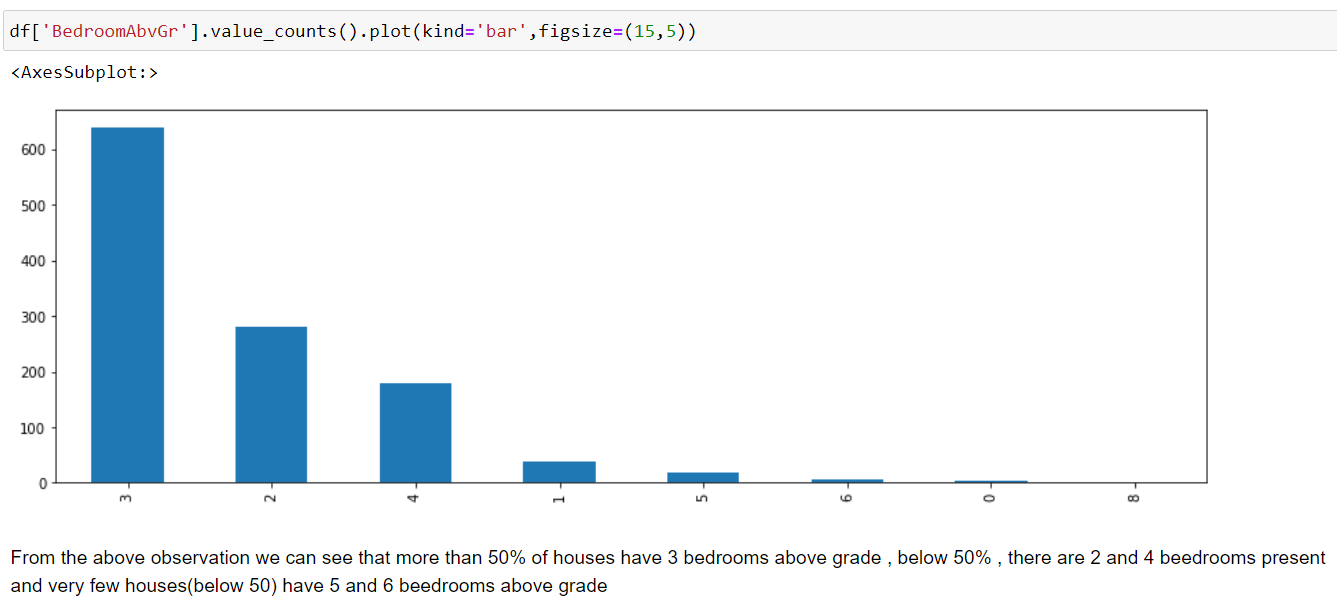 df['BedroomAbvGr'].value_counts().plot(kind='bar',figsize=(15,5))
<AxesSubplot:>
600
500
400
300
200
100
0
3 2 4 1 5 6 0 8
From the above observation we can see that more than 50% of houses have 3 bedrooms above grade , below 50% , there are 2 and 4 beedrooms present
and very few houses(below 50) have 5 and 6 beedrooms above grade